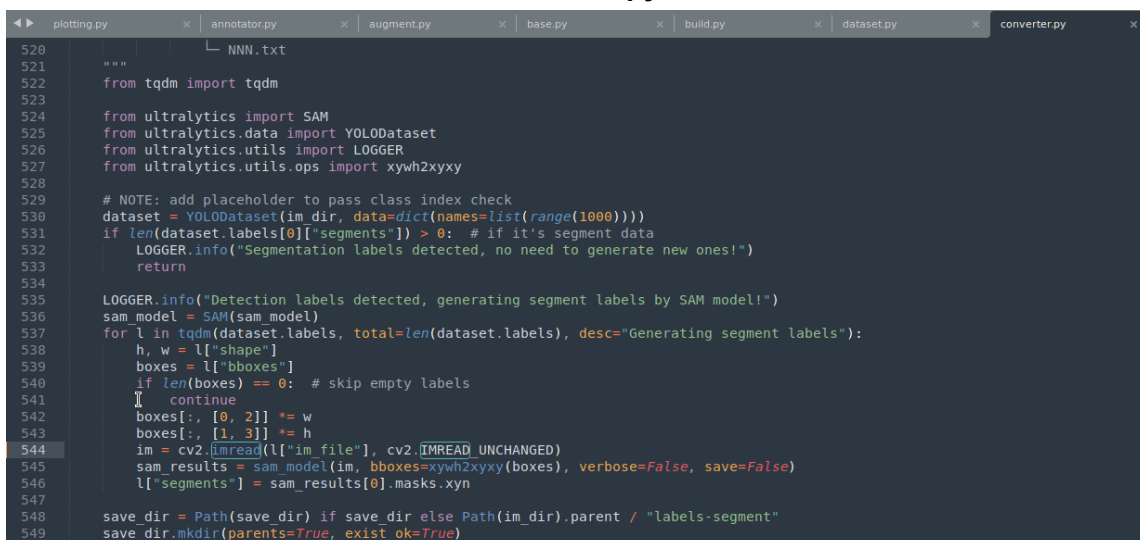 plotting.py × annotator.py × augment.py × base.py × build.py × dataset.py × converter.py ×
520 └─ NNN.txt
521 """
522 from tqdm import tqdm
523
524 from ultralytics import SAM
525 from ultralytics.data import YOLODataset
526 from ultralytics.utils import LOGGER
527 from ultralytics.utils.ops import xywh2xyxy
528
529 # NOTE: add placeholder to pass class index check
530 dataset = YOLODataset(im_dir, data=dict(names=list(range(1000))))
531 if len(dataset.labels[0]["segments"]) > 0:  # if it's segment data
532 LOGGER.info("Segmentation labels detected, no need to generate new ones!")
533 return
534
535 LOGGER.info("Detection labels detected, generating segment labels by SAM model!")
536 sam_model = SAM(sam_model)
537 for l in tqdm(dataset.labels, total=len(dataset.labels), desc="Generating segment labels"):
538 h, w = l["shape"]
539 boxes = l["bboxes"]
540 if len(boxes) == 0:  # skip empty labels
541 continue
542 boxes[:, [0, 2]] *= w
543 boxes[:, [1, 3]] *= h
544 im = cv2.imread(l["im_file"], cv2.IMREAD_UNCHANGED)
545 sam_results = sam_model(im, bboxes=xywh2xyxy(boxes), verbose=False, save=False)
546 l["segments"] = sam_results[0].masks.xyn
547
548 save_dir = Path(save_dir) if save_dir else Path(im_dir).parent / "labels-segment"
549 save_dir.mkdir(parents=True, exist_ok=True)